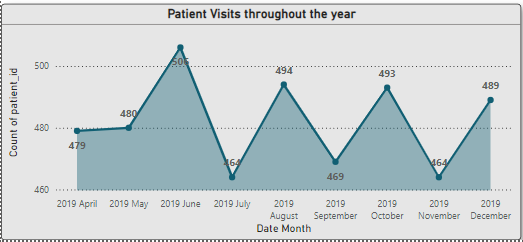 Patient Visits throughout the year
Count of patient_id
500
480
460
479
480
506
464
494
469
493
464
489
2019 April
2019 May
2019 June
2019 July
2019
August
2019
September
2019
October
2019
November
2019
December
Date Month